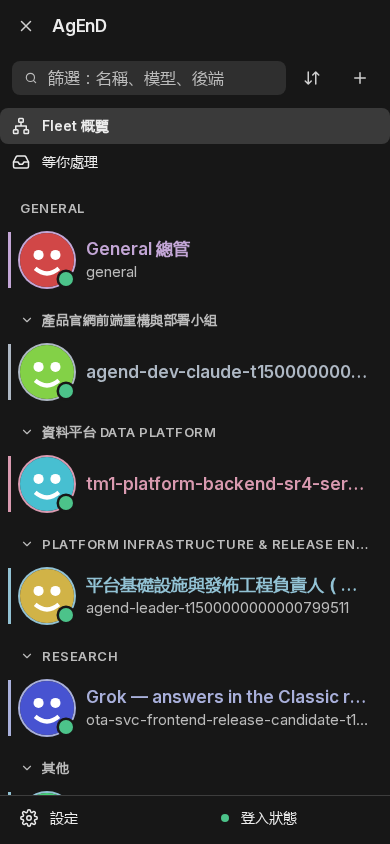 AgEnD
篩選：名稱、模型、後端
Fleet 概覽
等你處理
GENERAL
General 總管
general
產品官網前端重構與部署小組
agend-dev-claude-t150000000…
資料平台 DATA PLATFORM
tm1-platform-backend-sr4-ser…
PLATFORM INFRASTRUCTURE & RELEASE EN…
平台基礎設施與發佈工程負責人（…
agend-leader-t1500000000000799511
RESEARCH
Grok — answers in the Classic r…
ota-svc-frontend-release-candidate-t1…
其他
設定
登入狀態